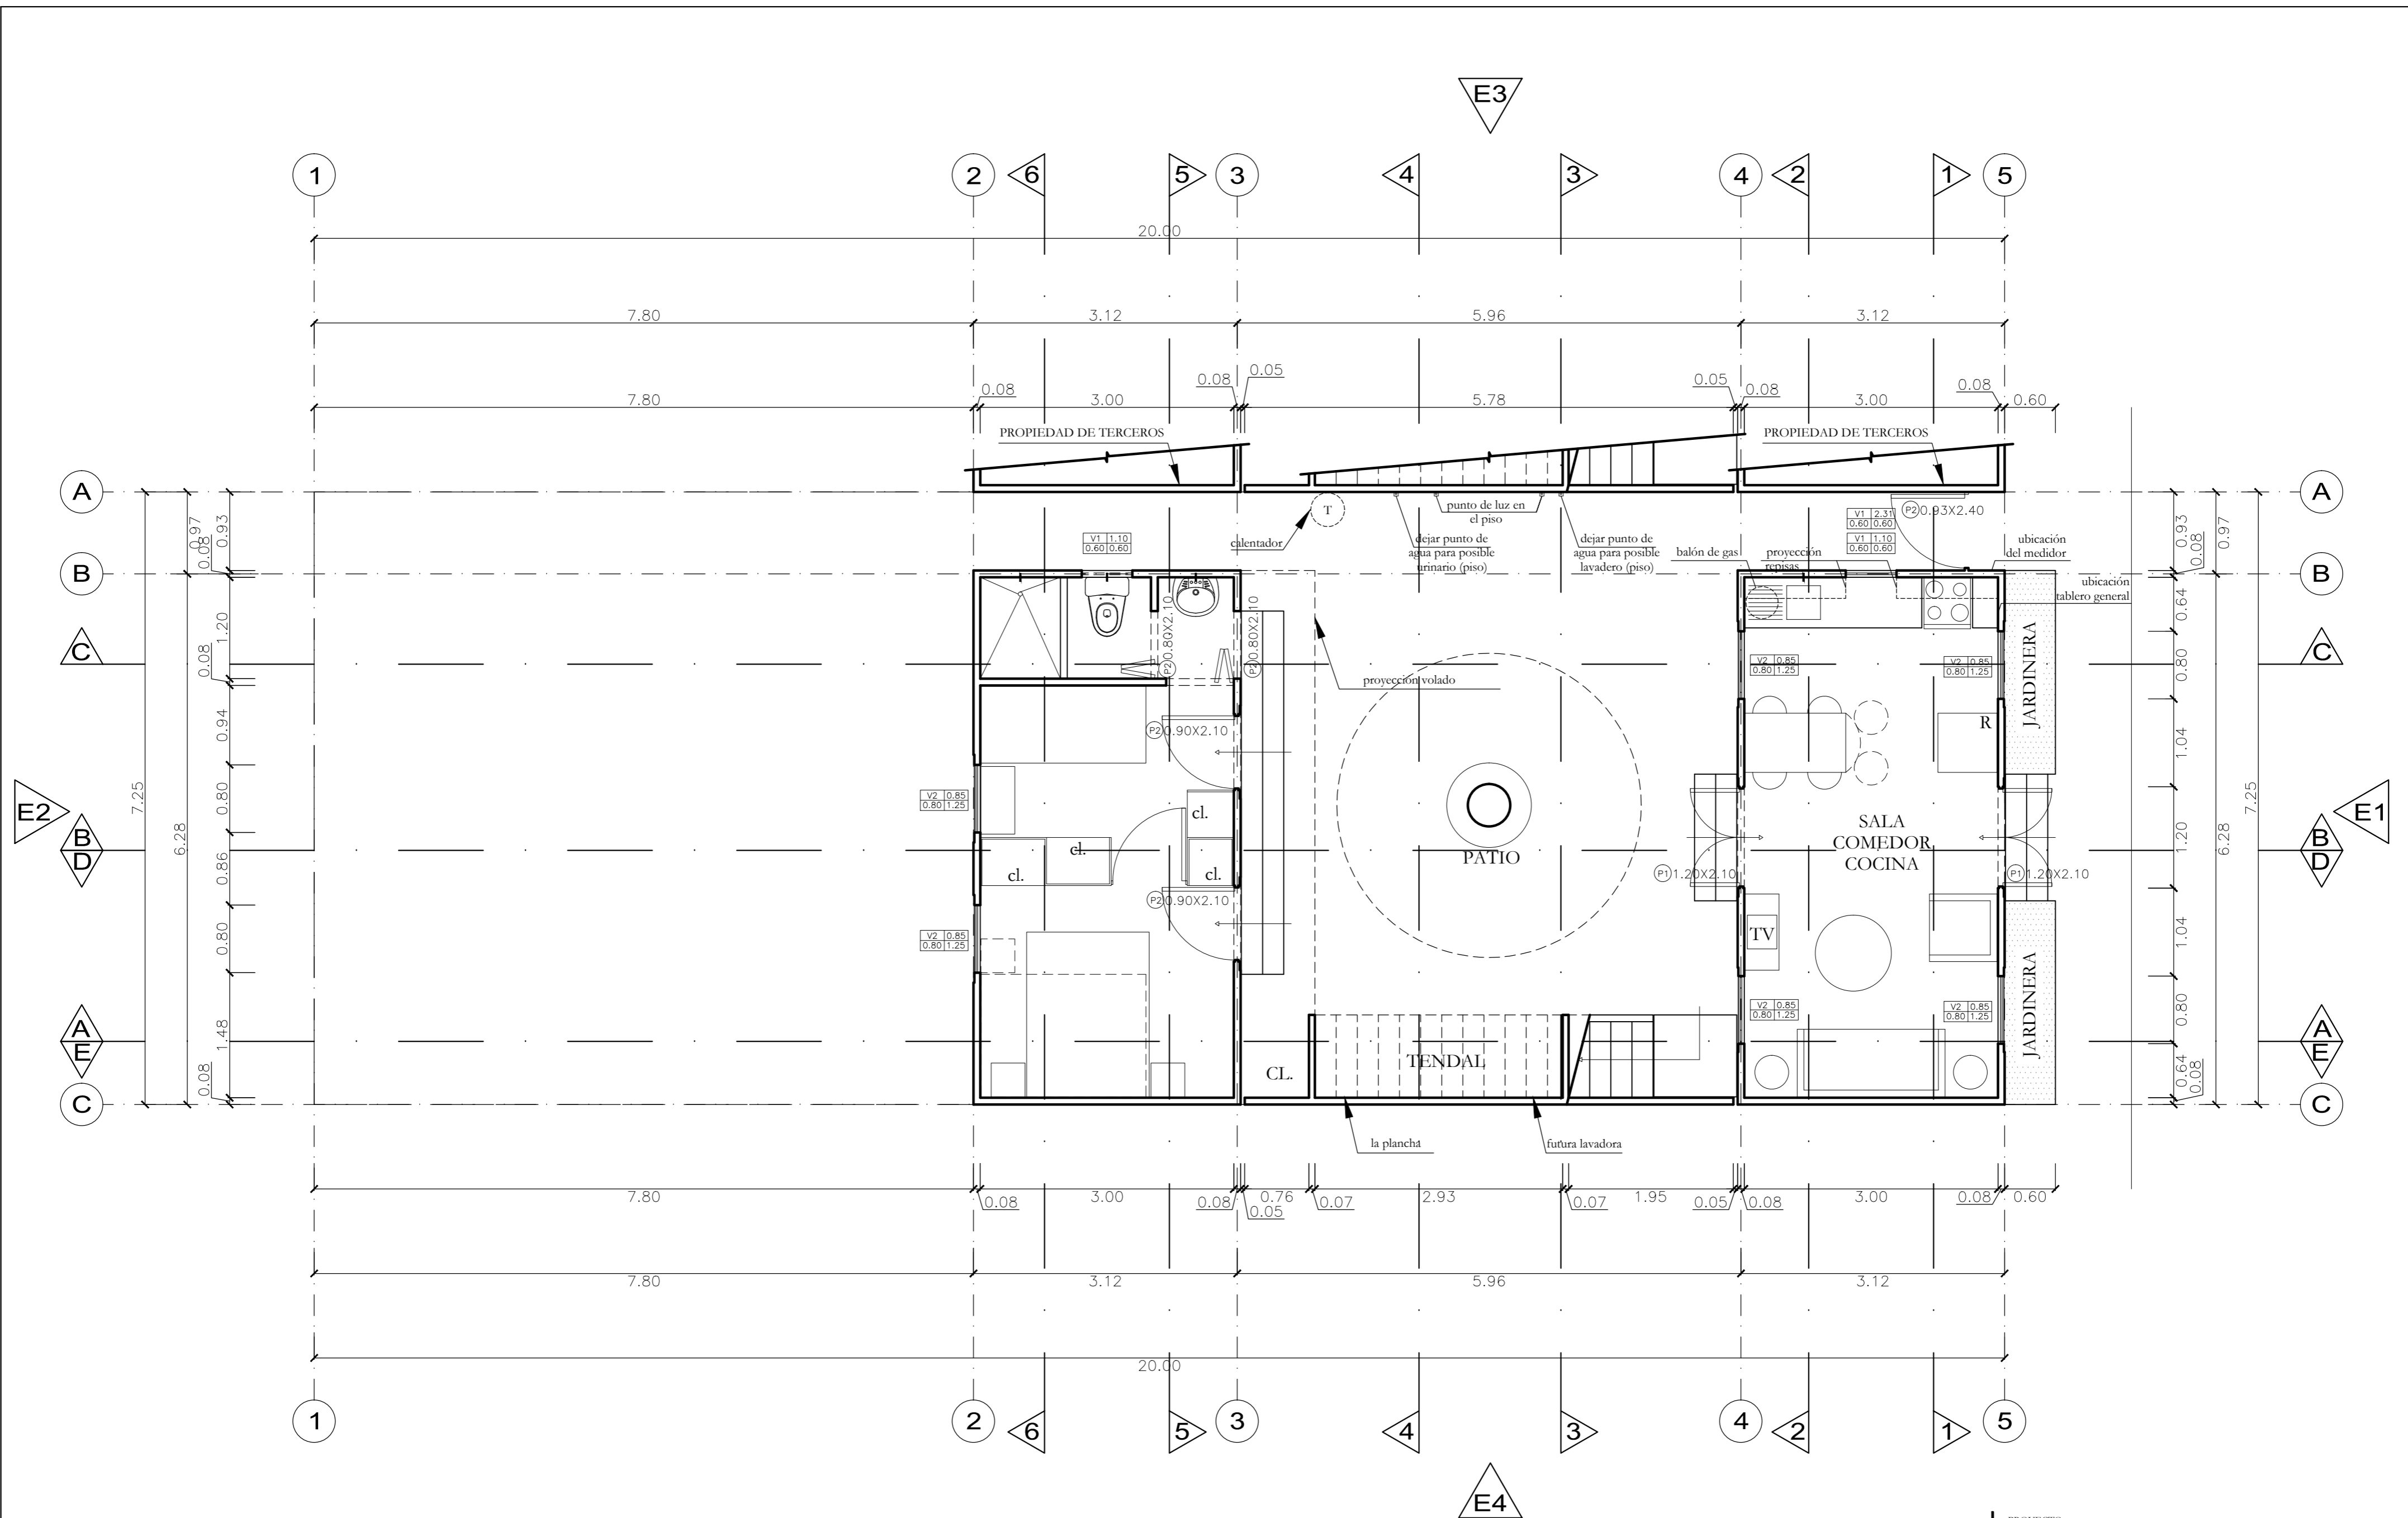 E3
1
2
6
5
3
4
3
4
2
1
5
20.00
7.80
3.12
5.96
3.12
0.08
0.08
0.05
0.05
0.08
0.08
7.80
3.00
5.78
3.00
0.60
PROPIEDAD DE TERCEROS
PROPIEDAD DE TERCEROS
A
A
T
punto de luz en
el piso
P2 0.93X2.40
V1 2.31
0.60 0.60
V1 1.10
0.60 0.60
V1 1.10
0.60 0.60
calentador
dejar punto de
agua para posible
urinario (piso)
dejar punto de
agua para posible
lavadero (piso)
balón de gas
proyección
repisas
ubicación
del medidor
ubicación
tablero general
B
B
0.97
0.08
0.93
0.93
0.08
0.97
1.20
0.08
0.94
0.80
0.86
0.80
1.48
0.08
7.25
6.28
0.64
0.80
1.04
1.20
1.04
0.80
0.64
0.08
6.28
7.25
C
C
P2 0.80X2.10
P2 0.80X2.10
V2 0.85
0.80 1.25
V2 0.85
0.80 1.25
JARDINERA
proyección volado
R
P2 0.90X2.10
E2
V2 0.85
0.80 1.25
E1
cl.
cl.
cl.
cl.
B
D
PATIO
SALA
COMEDOR
COCINA
B
D
P1 1.20X2.10
P1 1.20X2.10
P2 0.90X2.10
V2 0.85
0.80 1.25
TV
JARDINERA
V2 0.85
0.80 1.25
V2 0.85
0.80 1.25
A
E
A
E
CL.
TENDAL
C
C
la plancha
futura lavadora
7.80
0.08
3.00
0.08
0.05
0.76
0.07
2.93
0.07
1.95
0.05
0.08
3.00
0.08
0.60
7.80
3.12
5.96
3.12
20.00
1
2
6
5
3
4
3
4
2
1
5
E4